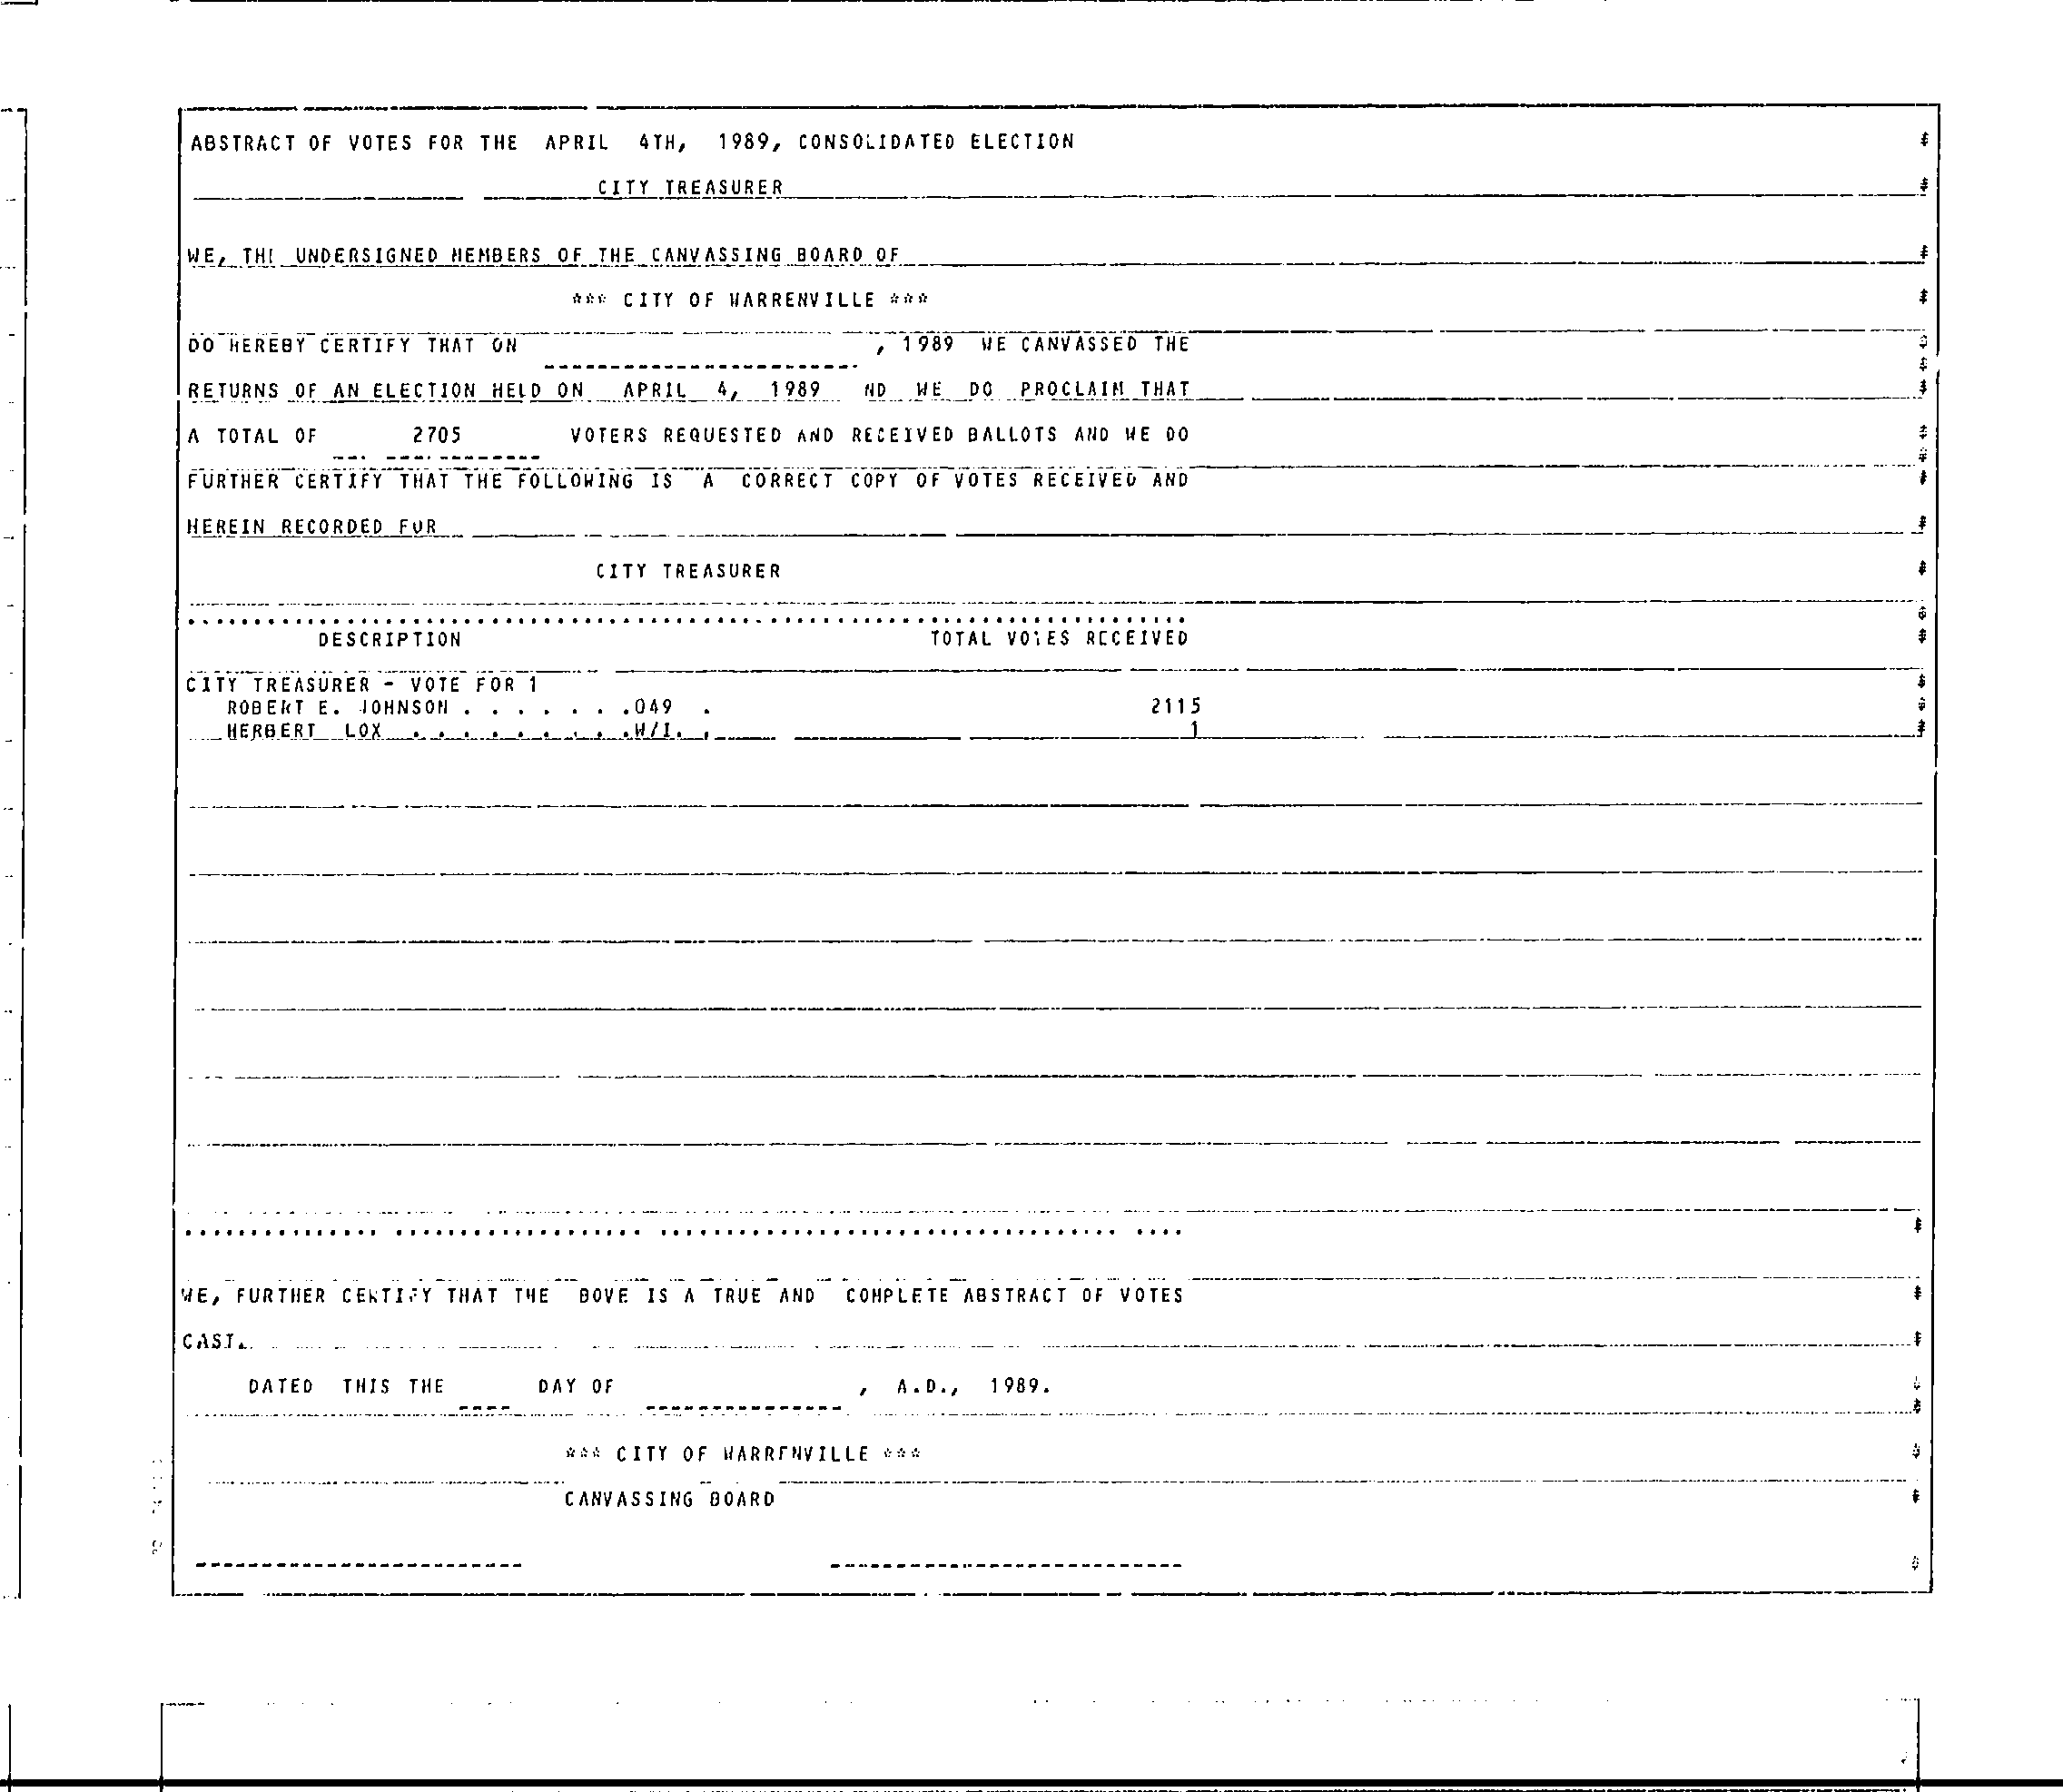 ABSTRACT OF VOTES FOR THE APRIL 4TH, 1989, CONSOLIDATED ELECTION #
CITY TREASURER #
WE, THE UNDERSIGNED MEMBERS OF THE CANVASSING BOARD OF #
*** CITY OF WARRENVILLE *** #
DO HEREBY CERTIFY THAT ON , 1989 WE CANVASSED THE #
RETURNS OF AN ELECTION HELD ON APRIL 4, 1989 ND WE DO PROCLAIM THAT #
A TOTAL OF 2705 VOTERS REQUESTED AND RECEIVED BALLOTS AND WE DO #
FURTHER CERTIFY THAT THE FOLLOWING IS A CORRECT COPY OF VOTES RECEIVED AND #
HEREIN RECORDED FOR #
CITY TREASURER #
DESCRIPTION TOTAL VOTES RECEIVED #
CITY TREASURER - VOTE FOR 1 #
ROBERT E. JOHNSON . . . . . . .049 . 2115 #
HERBERT LOX . . . . . . . . .W/I. . 1 #
WE, FURTHER CERTIFY THAT THE BOVE IS A TRUE AND COMPLETE ABSTRACT OF VOTES #
CAST. #
DATED THIS THE DAY OF , A.D., 1989. #
*** CITY OF WARRENVILLE *** #
CANVASSING BOARD #